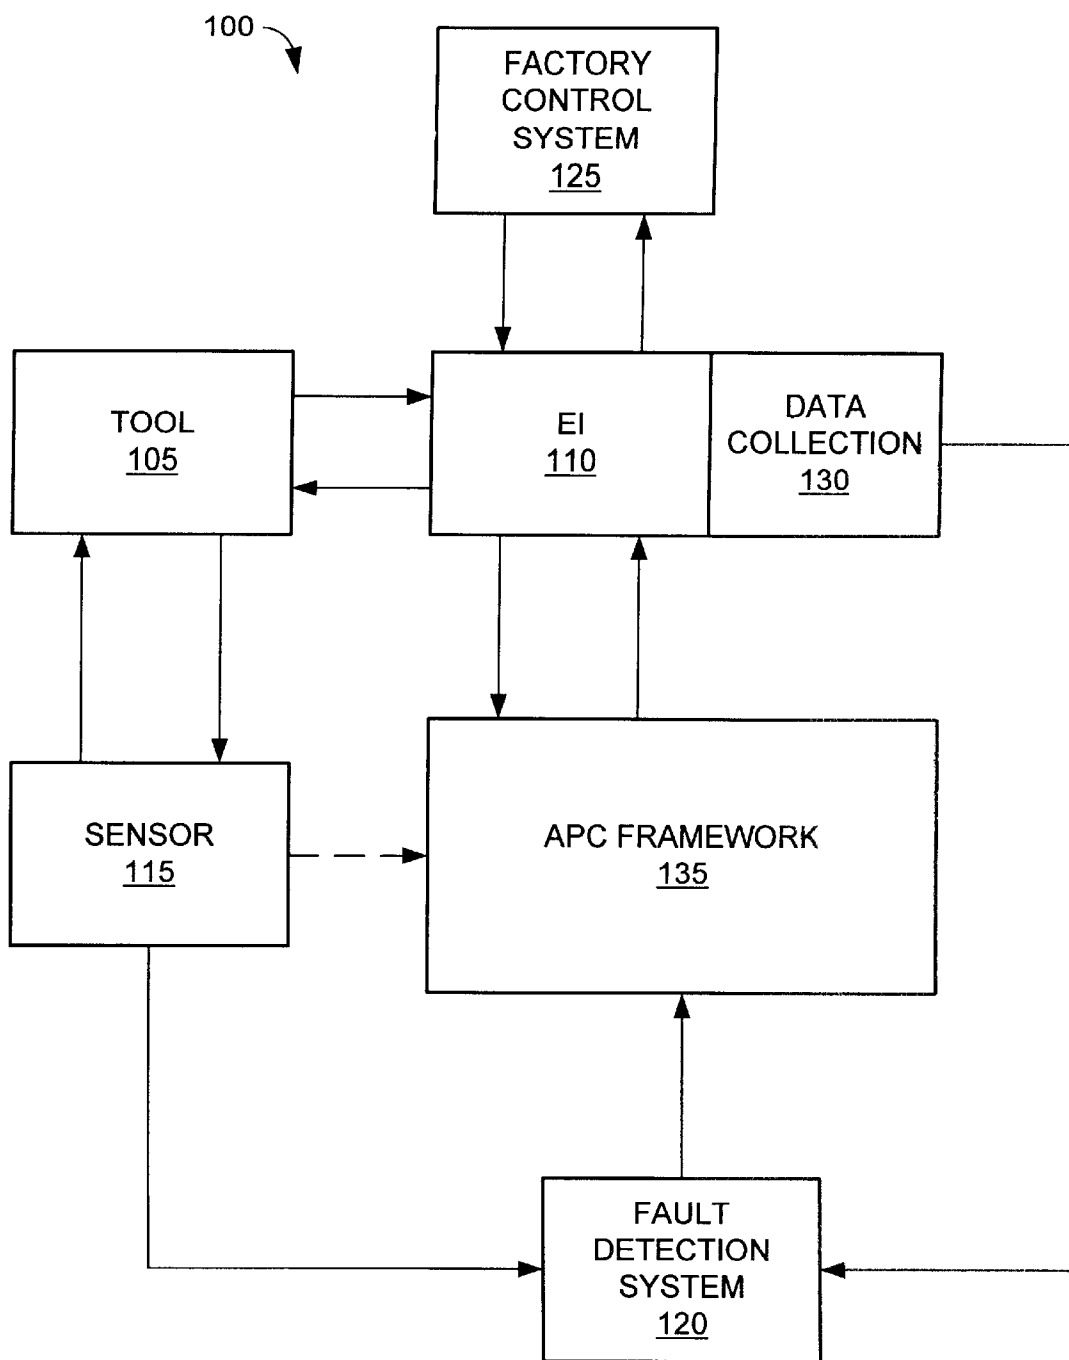 100
FACTORY
CONTROL
SYSTEM
125
TOOL
105
EI
110
DATA
COLLECTION
130
SENSOR
115
APC FRAMEWORK
135
FAULT
DETECTION
SYSTEM
120